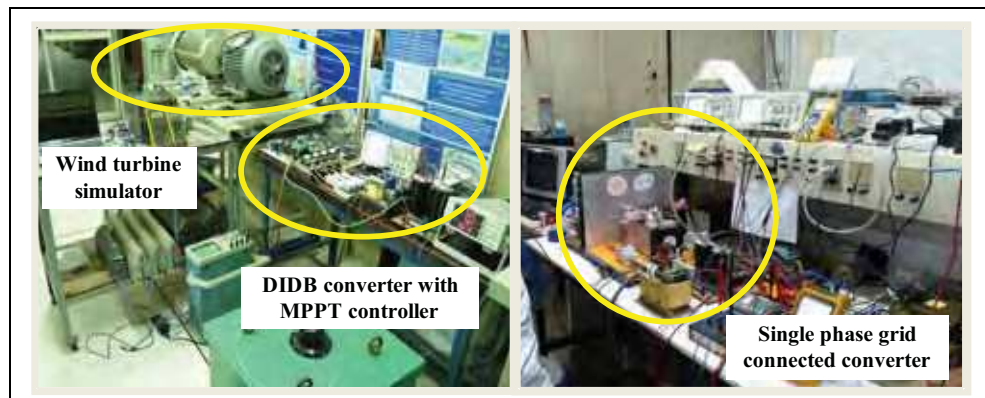 Wind turbine
simulator
DIDB converter with
MPPT controller
Single phase grid
connected converter